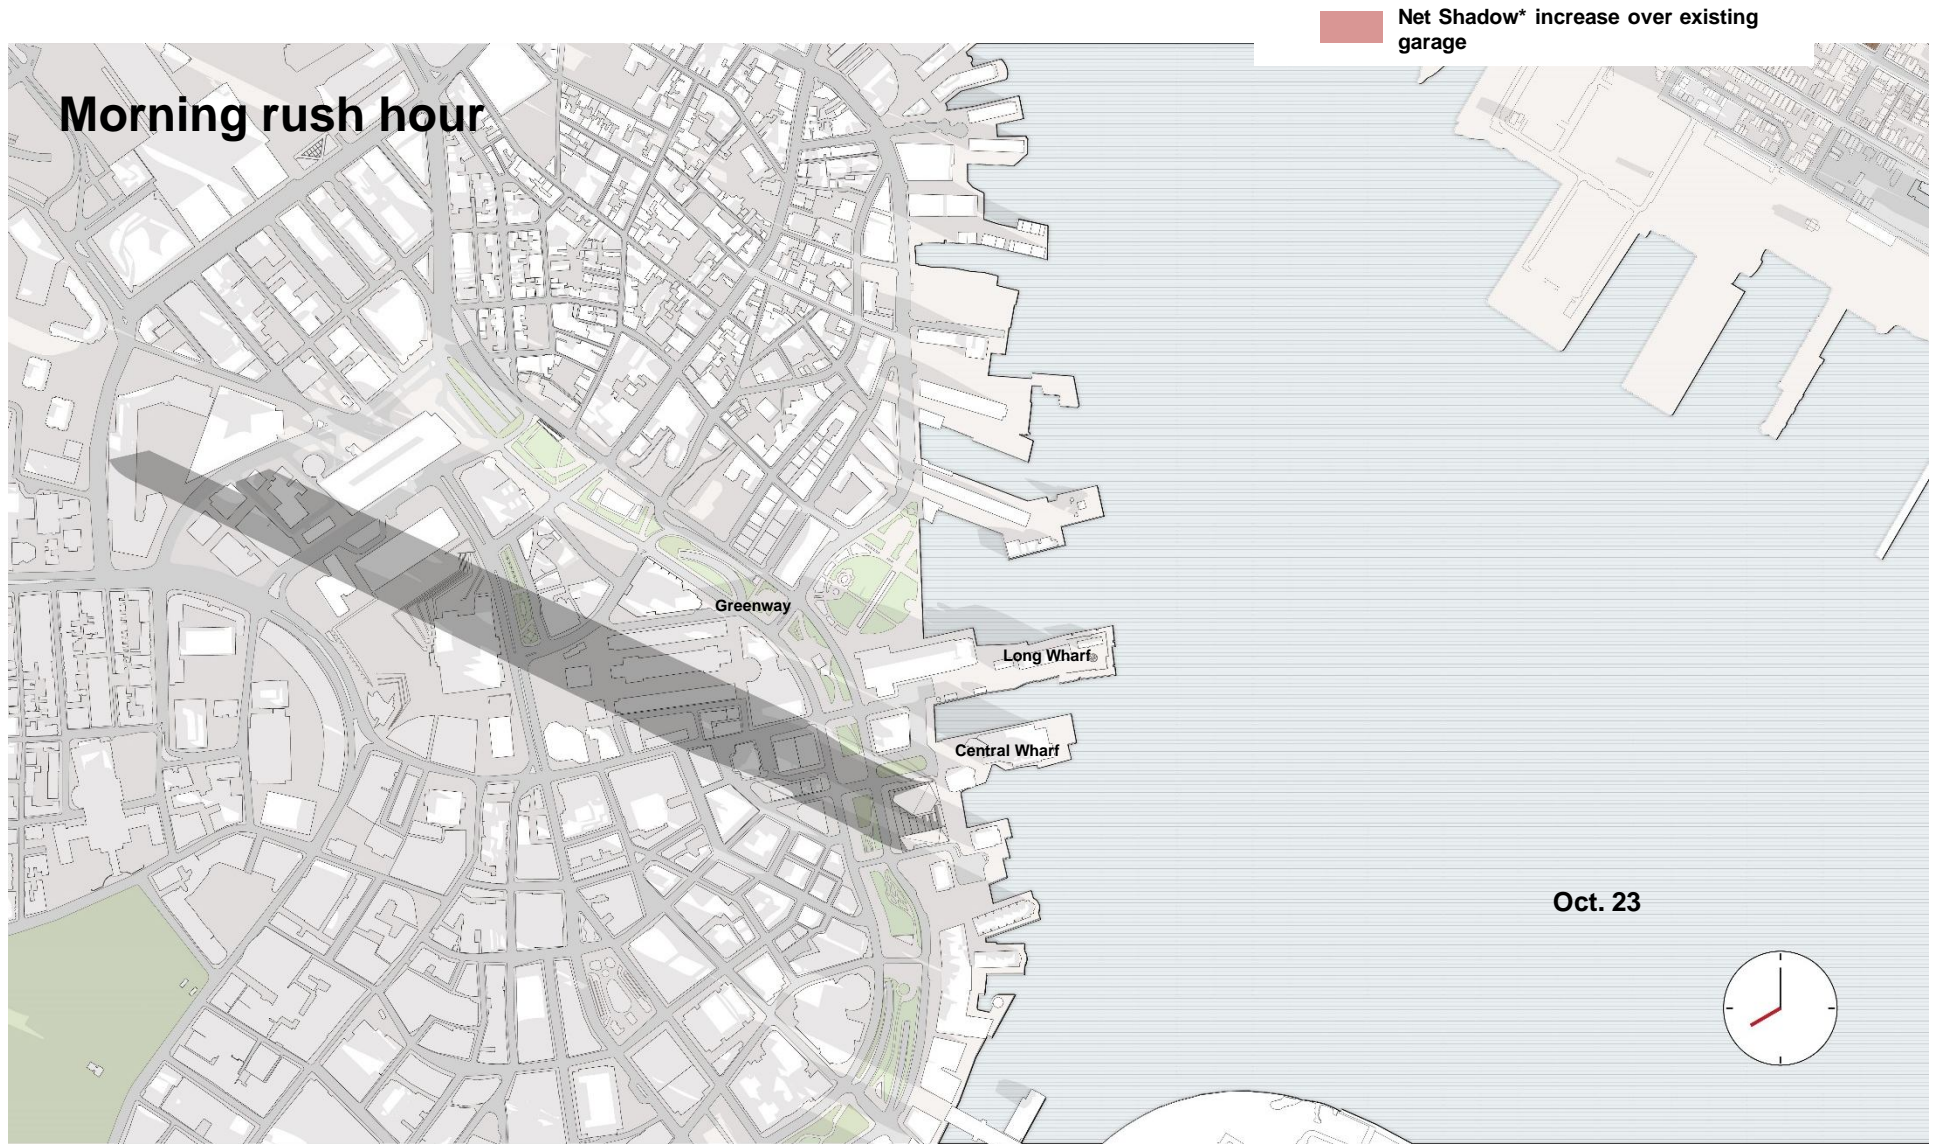 Net Shadow* increase over existing
garage
Morning rush hour
Greenway
Long Wharf
Central Wharf
Oct. 23